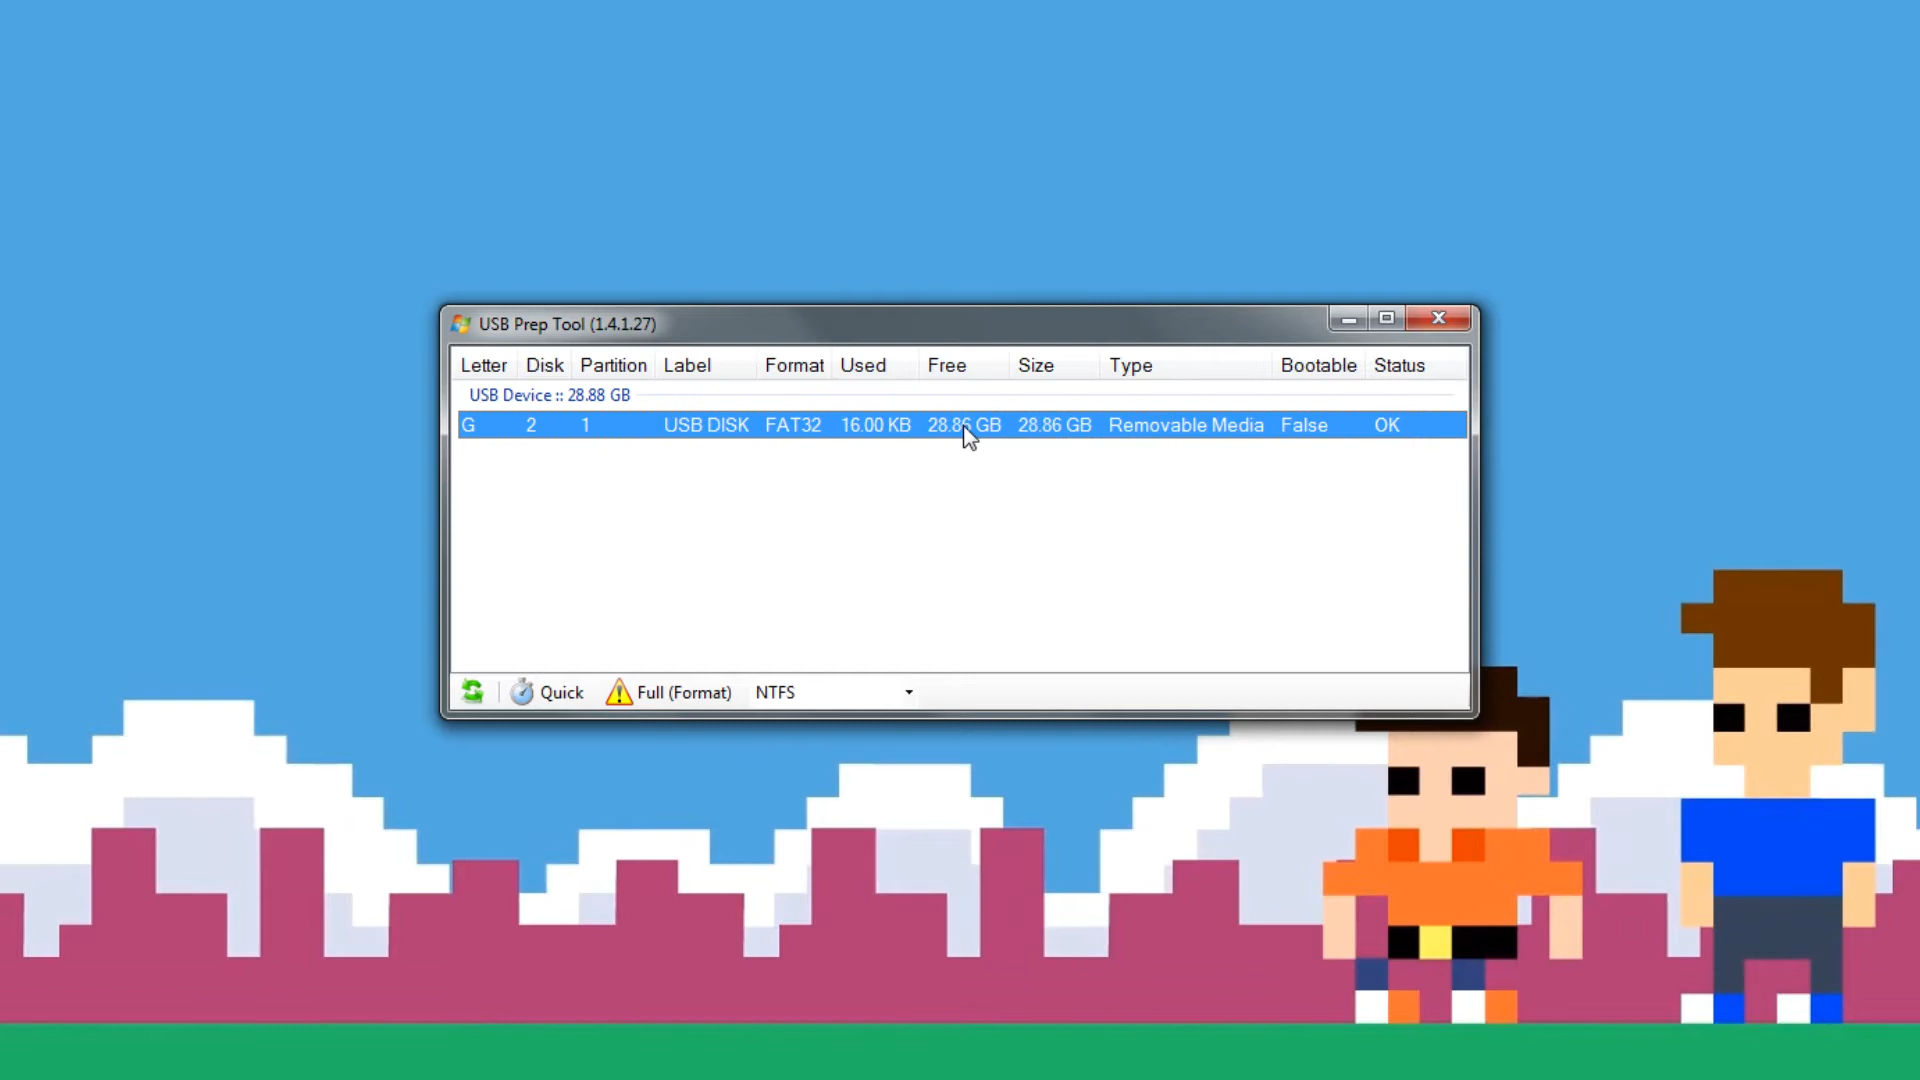 USB Prep Tool (1.4.1.27)
Letter Disk Partition Label Format Used Free Size Type Bootable Status
USB Device :: 28.88 GB
G 2 1 USB DISK FAT32 16.00 KB 28.86 GB 28.86 GB Removable Media False OK
Quick Full (Format) NTFS